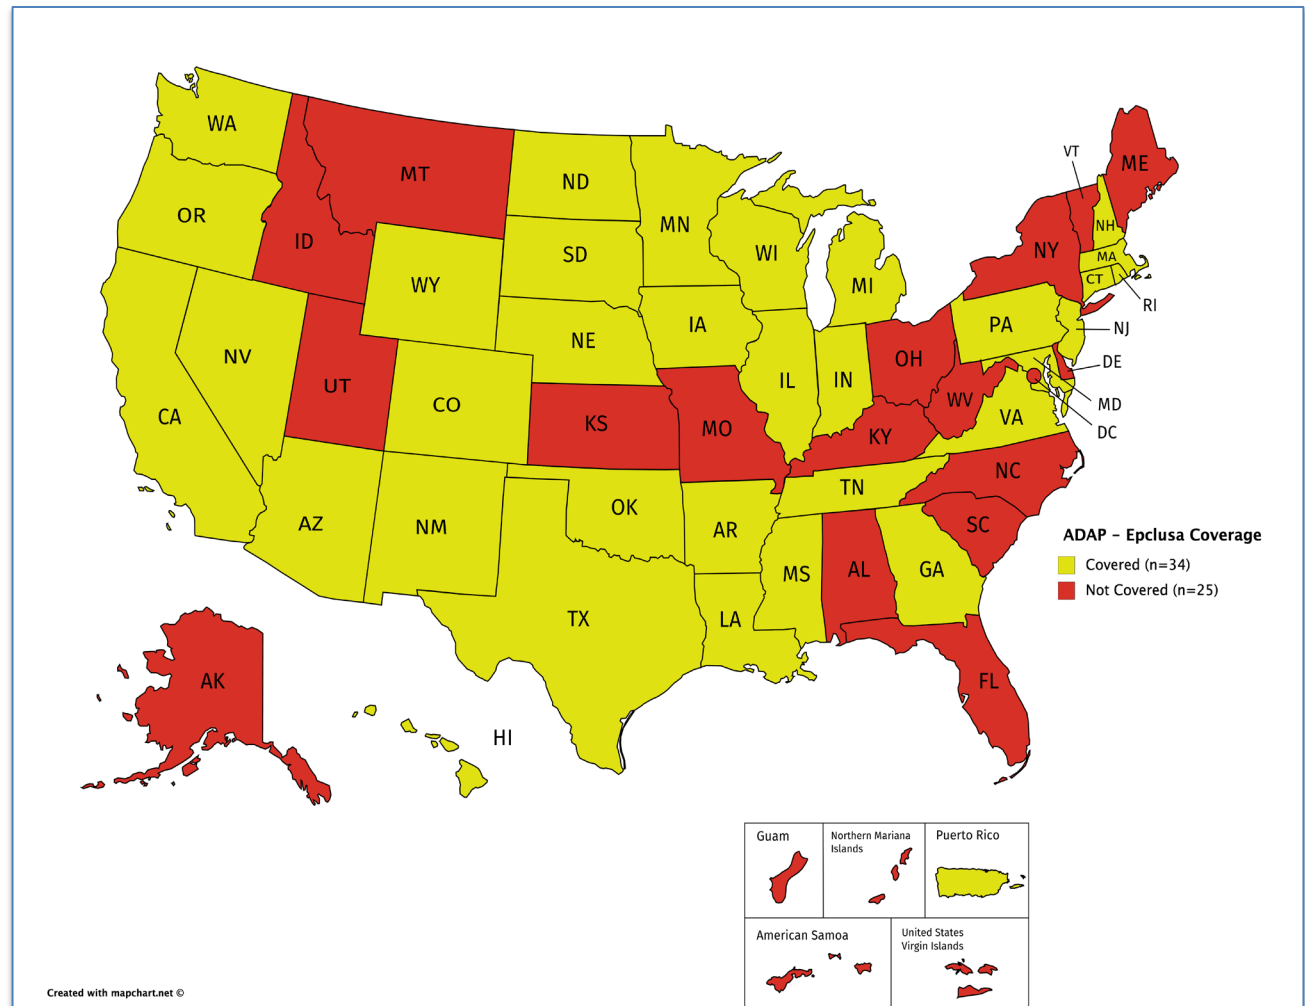 WA
MT
ME
VT
ND
OR
MN
NH
ID
NY
SD
WI
MA
WY
CT
MI
RI
IA
PA
NJ
NE
NV
OH
DE
UT
IL
IN
WV
CO
MD
CA
VA
KS
MO
DC
KY
NC
TN
OK
AZ
NM
SC
AR
ADAP – Epclusa Coverage
Covered (n=34)
MS
AL
GA
Not Covered (n=25)
TX
LA
AK
FL
HI
Guam
Northern Mariana
Islands
Puerto Rico
American Samoa
United States
Virgin Islands
Created with mapchart.net ©